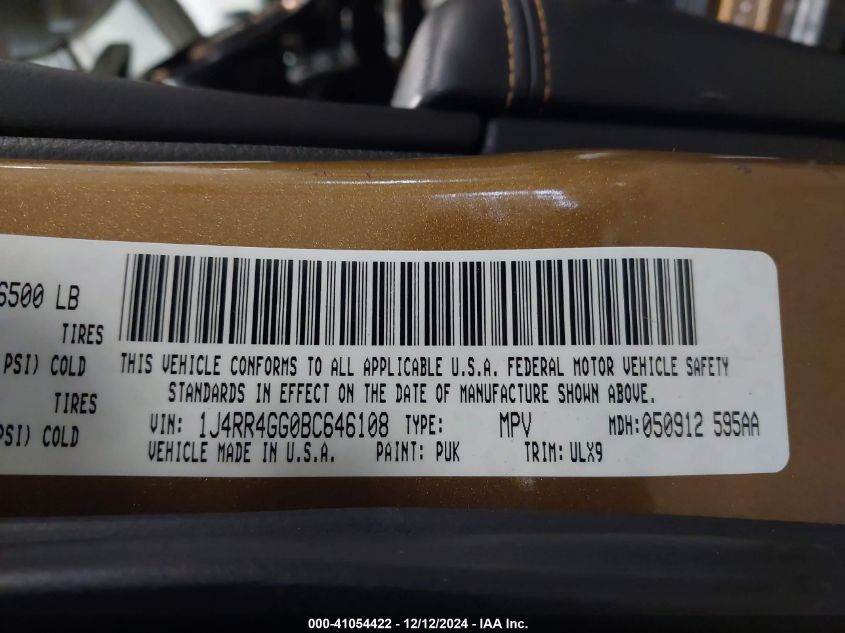 6500 LB
TIRES
PSI) COLD
TIRES
PSI) COLD
THIS VEHICLE CONFORMS TO ALL APPLICABLE U.S.A. FEDERAL MOTOR VEHICLE SAFETY
STANDARDS IN EFFECT ON THE DATE OF MANUFACTURE SHOWN ABOVE.
VIN: 1J4RR4GG0BC646108 TYPE: MPV MDH:050912 595AA
VEHICLE MADE IN U.S.A. PAINT: PUK TRIM: ULX9
000-41054422 - 12/12/2024 - IAA Inc.